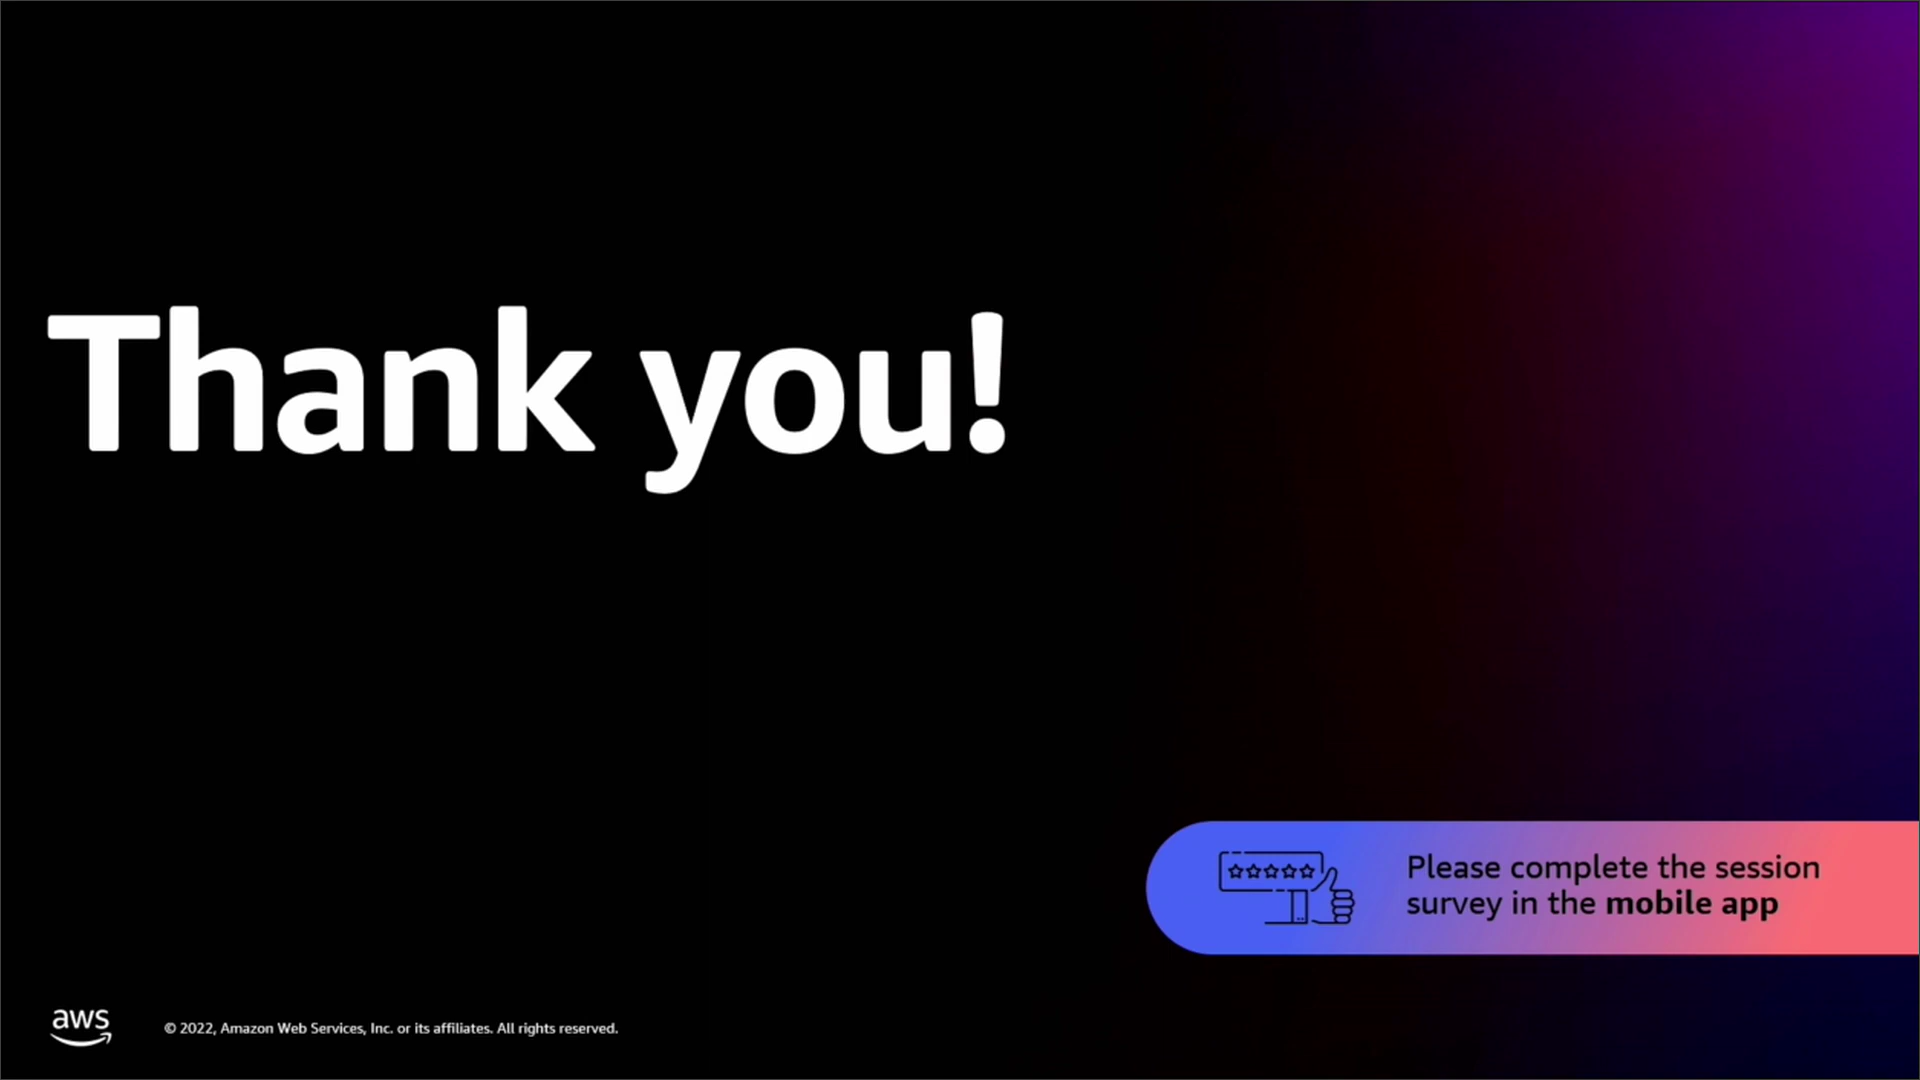 Thank you!
Please complete the session
survey in the mobile app
aws
© 2022, Amazon Web Services, Inc. or its affiliates. All rights reserved.